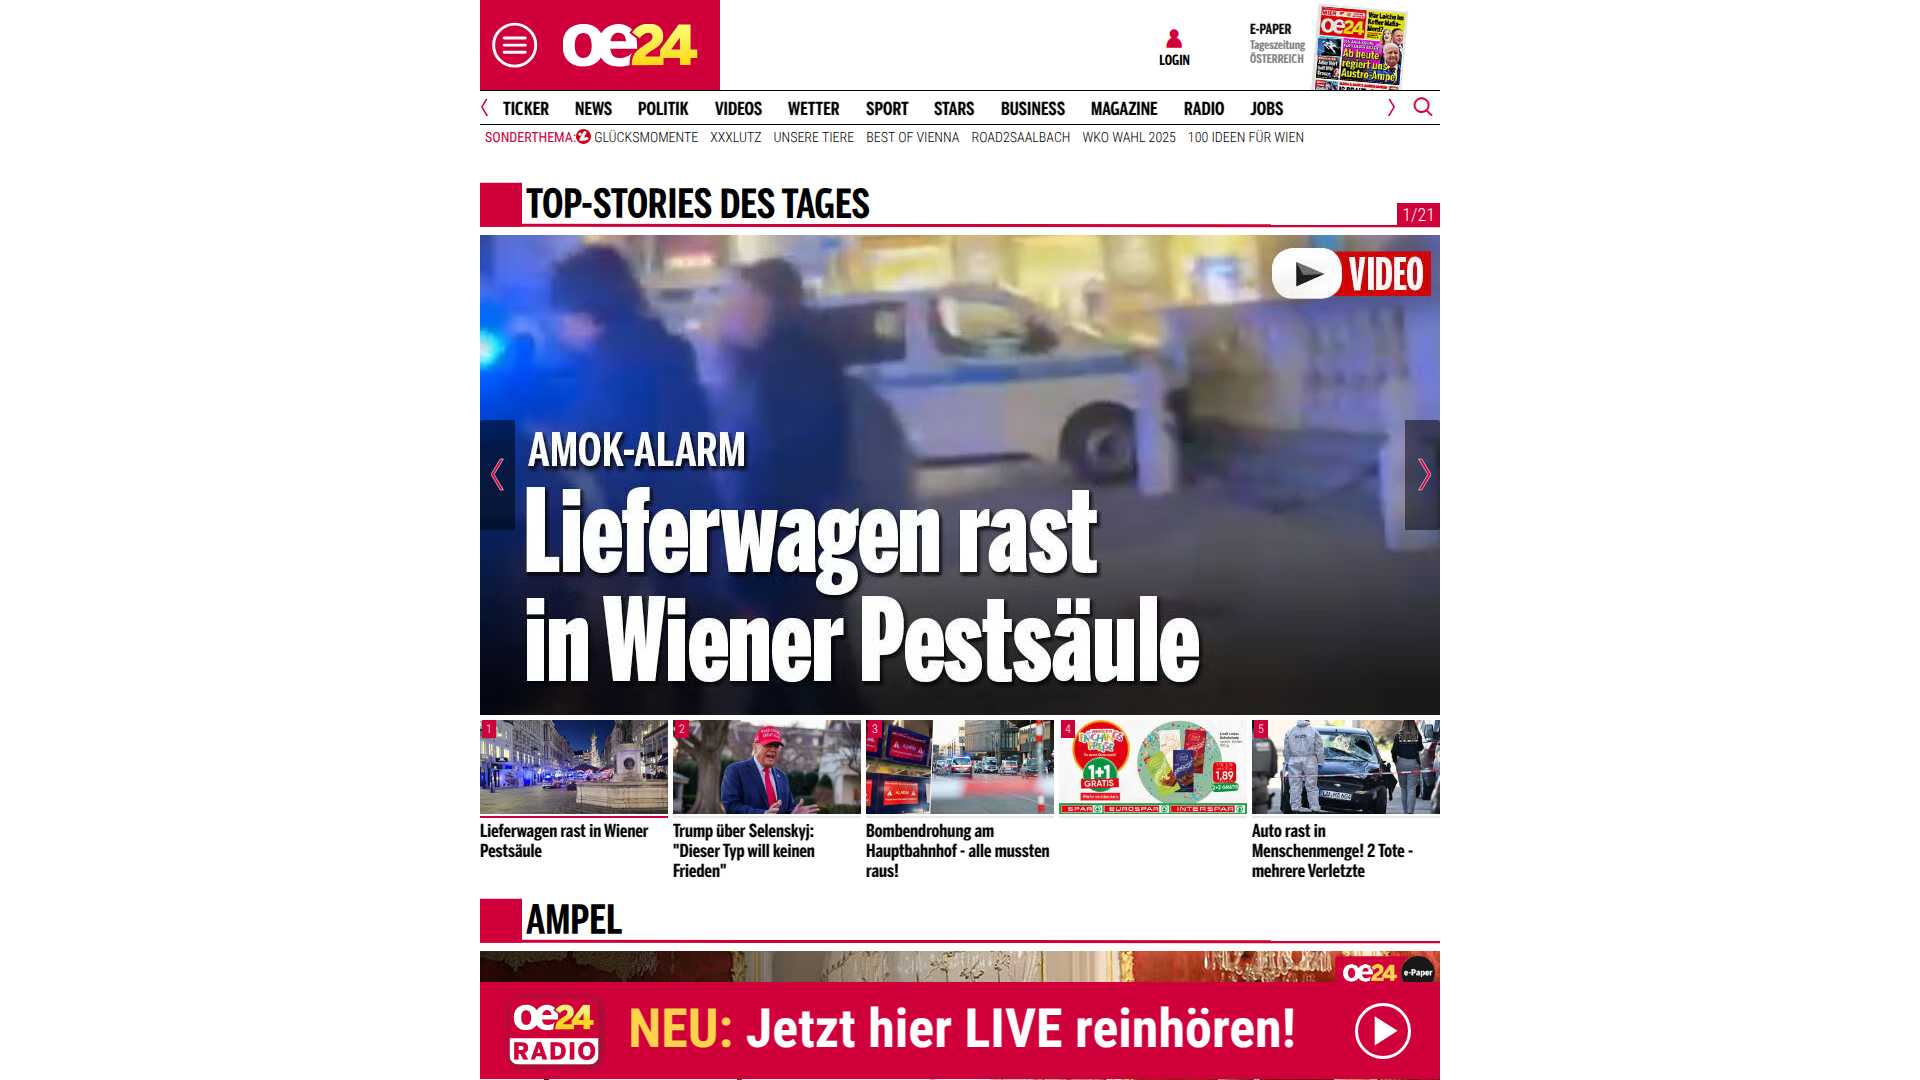 oe24
LOGIN
E-PAPER
Tageszeitung
ÖSTERREICH
oe24
Ab heute
regiert uns
Austro-Ampel
TICKER NEWS POLITIK VIDEOS WETTER SPORT STARS BUSINESS MAGAZINE RADIO JOBS
SONDERTHEMA: GLÜCKSMOMENTE XXXLUTZ UNSERE TIERE BEST OF VIENNA ROAD2SAALBACH WKO WAHL 2025 100 IDEEN FÜR WIEN
TOP-STORIES DES TAGES
1/21
VIDEO
AMOK-ALARM
Lieferwagen rast
in Wiener Pestsäule
1
2
3
4
5
ALARM
ALARM
1+1
GRATIS
1,89
SPAR EUROSPAR INTERSPAR
Lieferwagen rast in Wiener
Pestsäule
Trump über Selenskyj:
"Dieser Typ will keinen
Frieden"
Bombendrohung am
Hauptbahnhof - alle mussten
raus!
Auto rast in
Menschenmenge! 2 Tote -
mehrere Verletzte
AMPEL
oe24 e-Paper
oe24
RADIO
NEU: Jetzt hier LIVE reinhören!